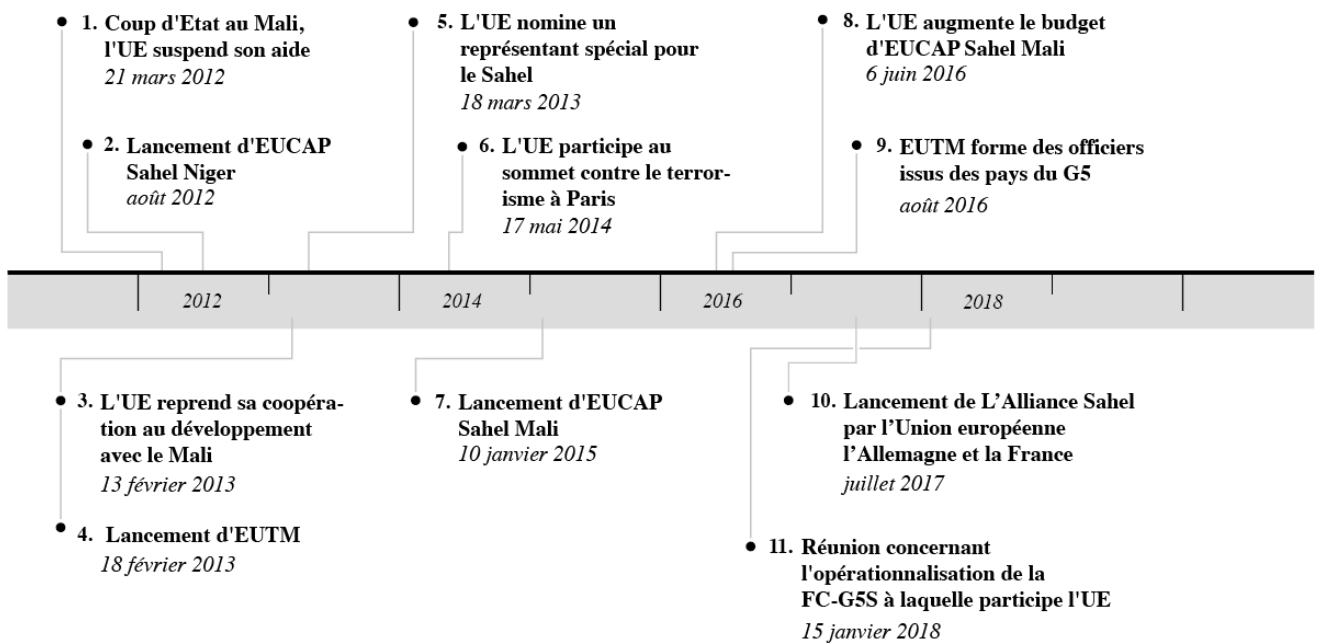 1. Coup d'Etat au Mali,
l'UE suspend son aide
21 mars 2012
2. Lancement d'EUCAP
Sahel Niger
août 2012
5. L'UE nomine un
représentant spécial pour
le Sahel
18 mars 2013
6. L'UE participe au
sommet contre le terror-
isme à Paris
17 mai 2014
8. L'UE augmente le budget
d'EUCAP Sahel Mali
6 juin 2016
9. EUTM forme des officiers
issus des pays du G5
août 2016
2012 2014 2016 2018
3. L'UE reprend sa coopéra-
tion au développement
avec le Mali
13 février 2013
4. Lancement d'EUTM
18 février 2013
7. Lancement d'EUCAP
Sahel Mali
10 janvier 2015
10. Lancement de L’Alliance Sahel
par l’Union européenne
l’Allemagne et la France
juillet 2017
11. Réunion concernant
l'opérationnalisation de la
FC-G5S à laquelle participe l'UE
15 janvier 2018